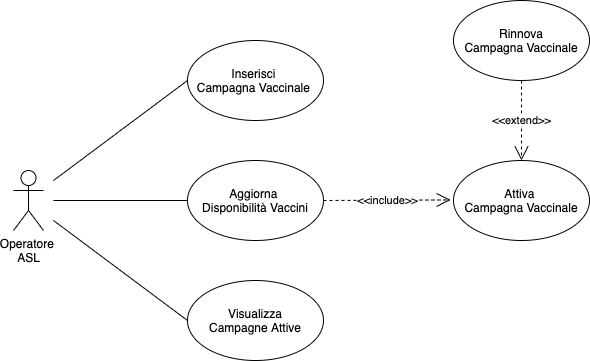 Rinnova
Campagna Vaccinale
Inserisci
Campagna Vaccinale
<<extend>>
Aggiorna
Disponibilità Vaccini
<<include>>
Attiva
Campagna Vaccinale
Operatore
ASL
Visualizza
Campagne Attive